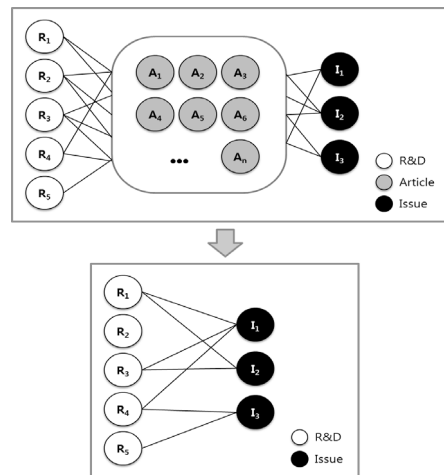 R1
R2
R3
R4
R5
A1 A2 A3
A4 A5 A6
... An
I1
I2
I3
R&D
Article
Issue
R1
R2
R3
R4
R5
I1
I2
I3
R&D
Issue